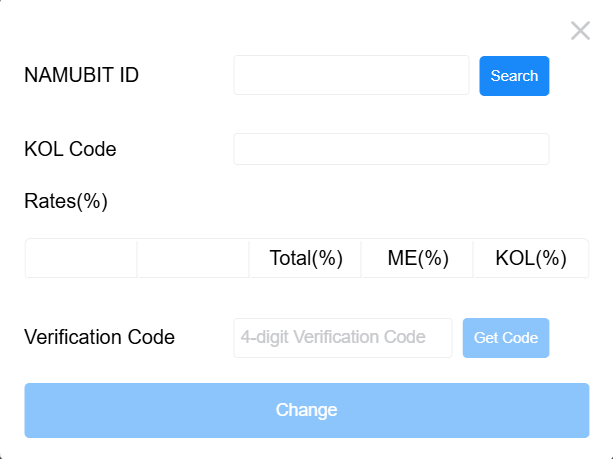 NAMUBIT ID Search
KOL Code
Rates(%)
Total(%) ME(%) KOL(%)
Verification Code 4-digit Verification Code Get Code
Change